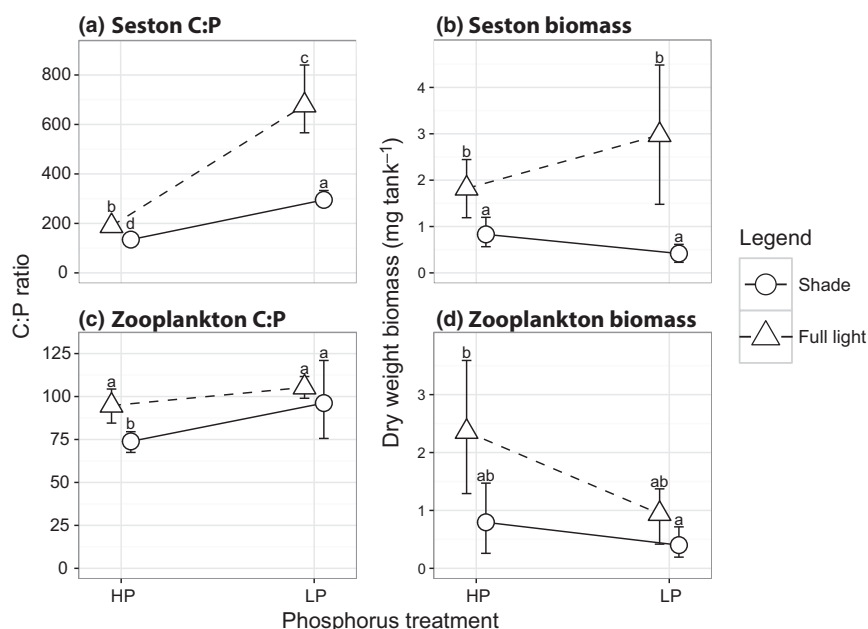 (a) Seston C:P
(b) Seston biomass
800
600
400
200
0
b
d
c
a
4
3
2
1
0
b
a
b
a
C:P ratio
Dry weight biomass (mg tank⁻¹)
Legend
Shade
Full light
(c) Zooplankton C:P
(d) Zooplankton biomass
125
100
75
50
25
0
a
b
a
a
3
2
1
0
b
ab
ab
a
HP
LP
HP
LP
Phosphorus treatment